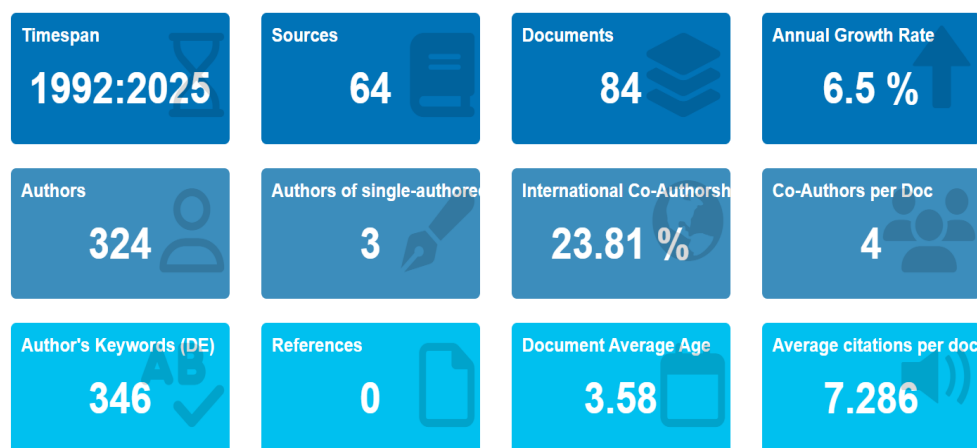 Timespan
1992:2025
Sources
64
Documents
84
Annual Growth Rate
6.5 %
Authors
324
Authors of single-authored
3
International Co-Authorsh
23.81 %
Co-Authors per Doc
4
Author's Keywords (DE)
346
References
0
Document Average Age
3.58
Average citations per doc
7.286
AB